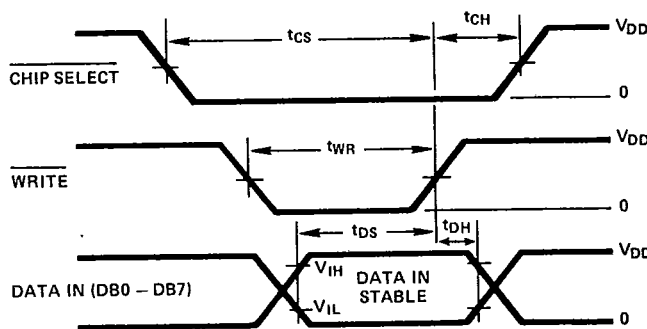 tCS
tCH
VDD
CHIP SELECT
0
VDD
tWR
WRITE
0
tDS
tDH
VDD
VIH
DATA IN (DB0 – DB7)
DATA IN
STABLE
VIL
0